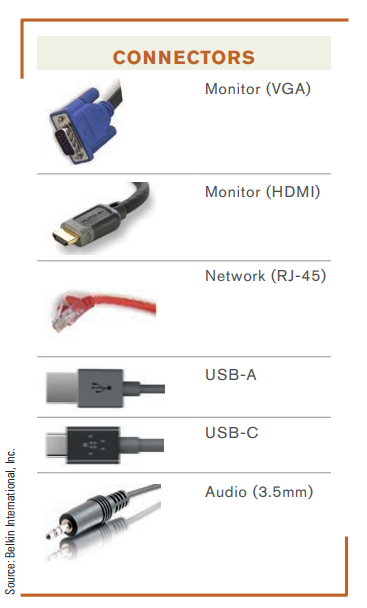 CONNECTORS
Monitor (VGA)
Monitor (HDMI)
Network (RJ-45)
USB-A
USB-C
Audio (3.5mm)
Source: Belkin International, Inc.